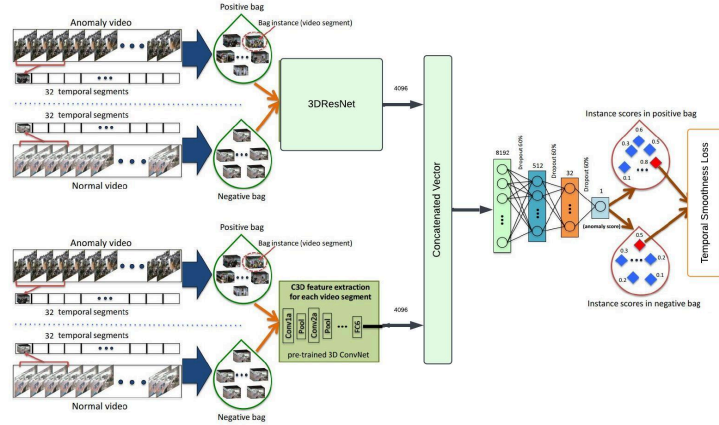 Anomaly video
32 temporal segments
32 temporal segments
Normal video
Positive bag
Bag instance (video segment)
Negative bag
3DResNet
4096
Anomaly video
32 temporal segments
32 temporal segments
Normal video
Positive bag
Bag instance (video segment)
Negative bag
C3D feature extraction
for each video segment
Conv1a
Pool
Conv2a
Pool
FC6
pre-trained 3D ConvNet
4096
Concatenated Vector
8192
Dropout 60%
512
Dropout 60%
32
Dropout 60%
1
(anomaly score)
Instance scores in positive bag
0.6
0.3
0.5
0.8
0.1
0.5
0.3
0.2
0.2
0.1
Instance scores in negative bag
Temporal Smoothness Loss